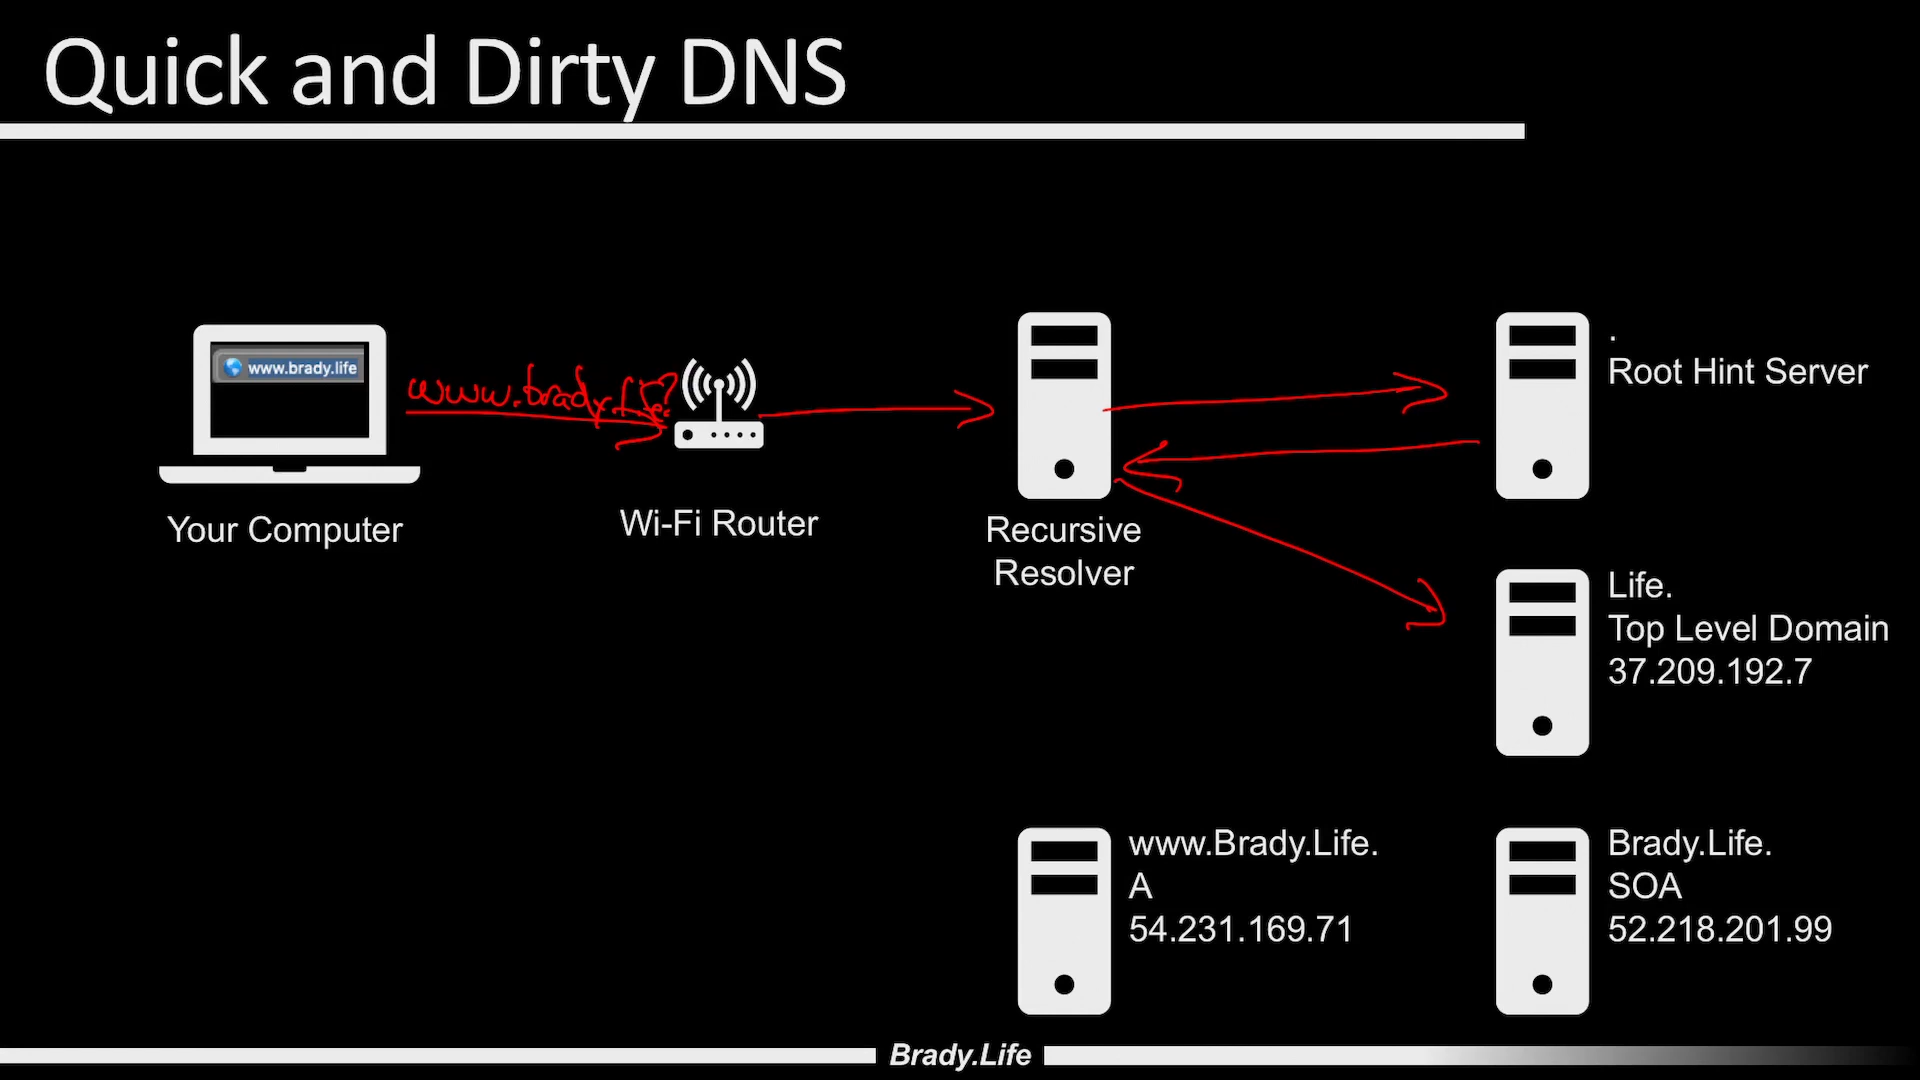 Quick and Dirty DNS
www.brady.life
www.brady.life?
Your Computer
Wi-Fi Router
Recursive
Resolver
.
Root Hint Server
Life.
Top Level Domain
37.209.192.7
www.Brady.Life.
A
54.231.169.71
Brady.Life.
SOA
52.218.201.99
Brady.Life